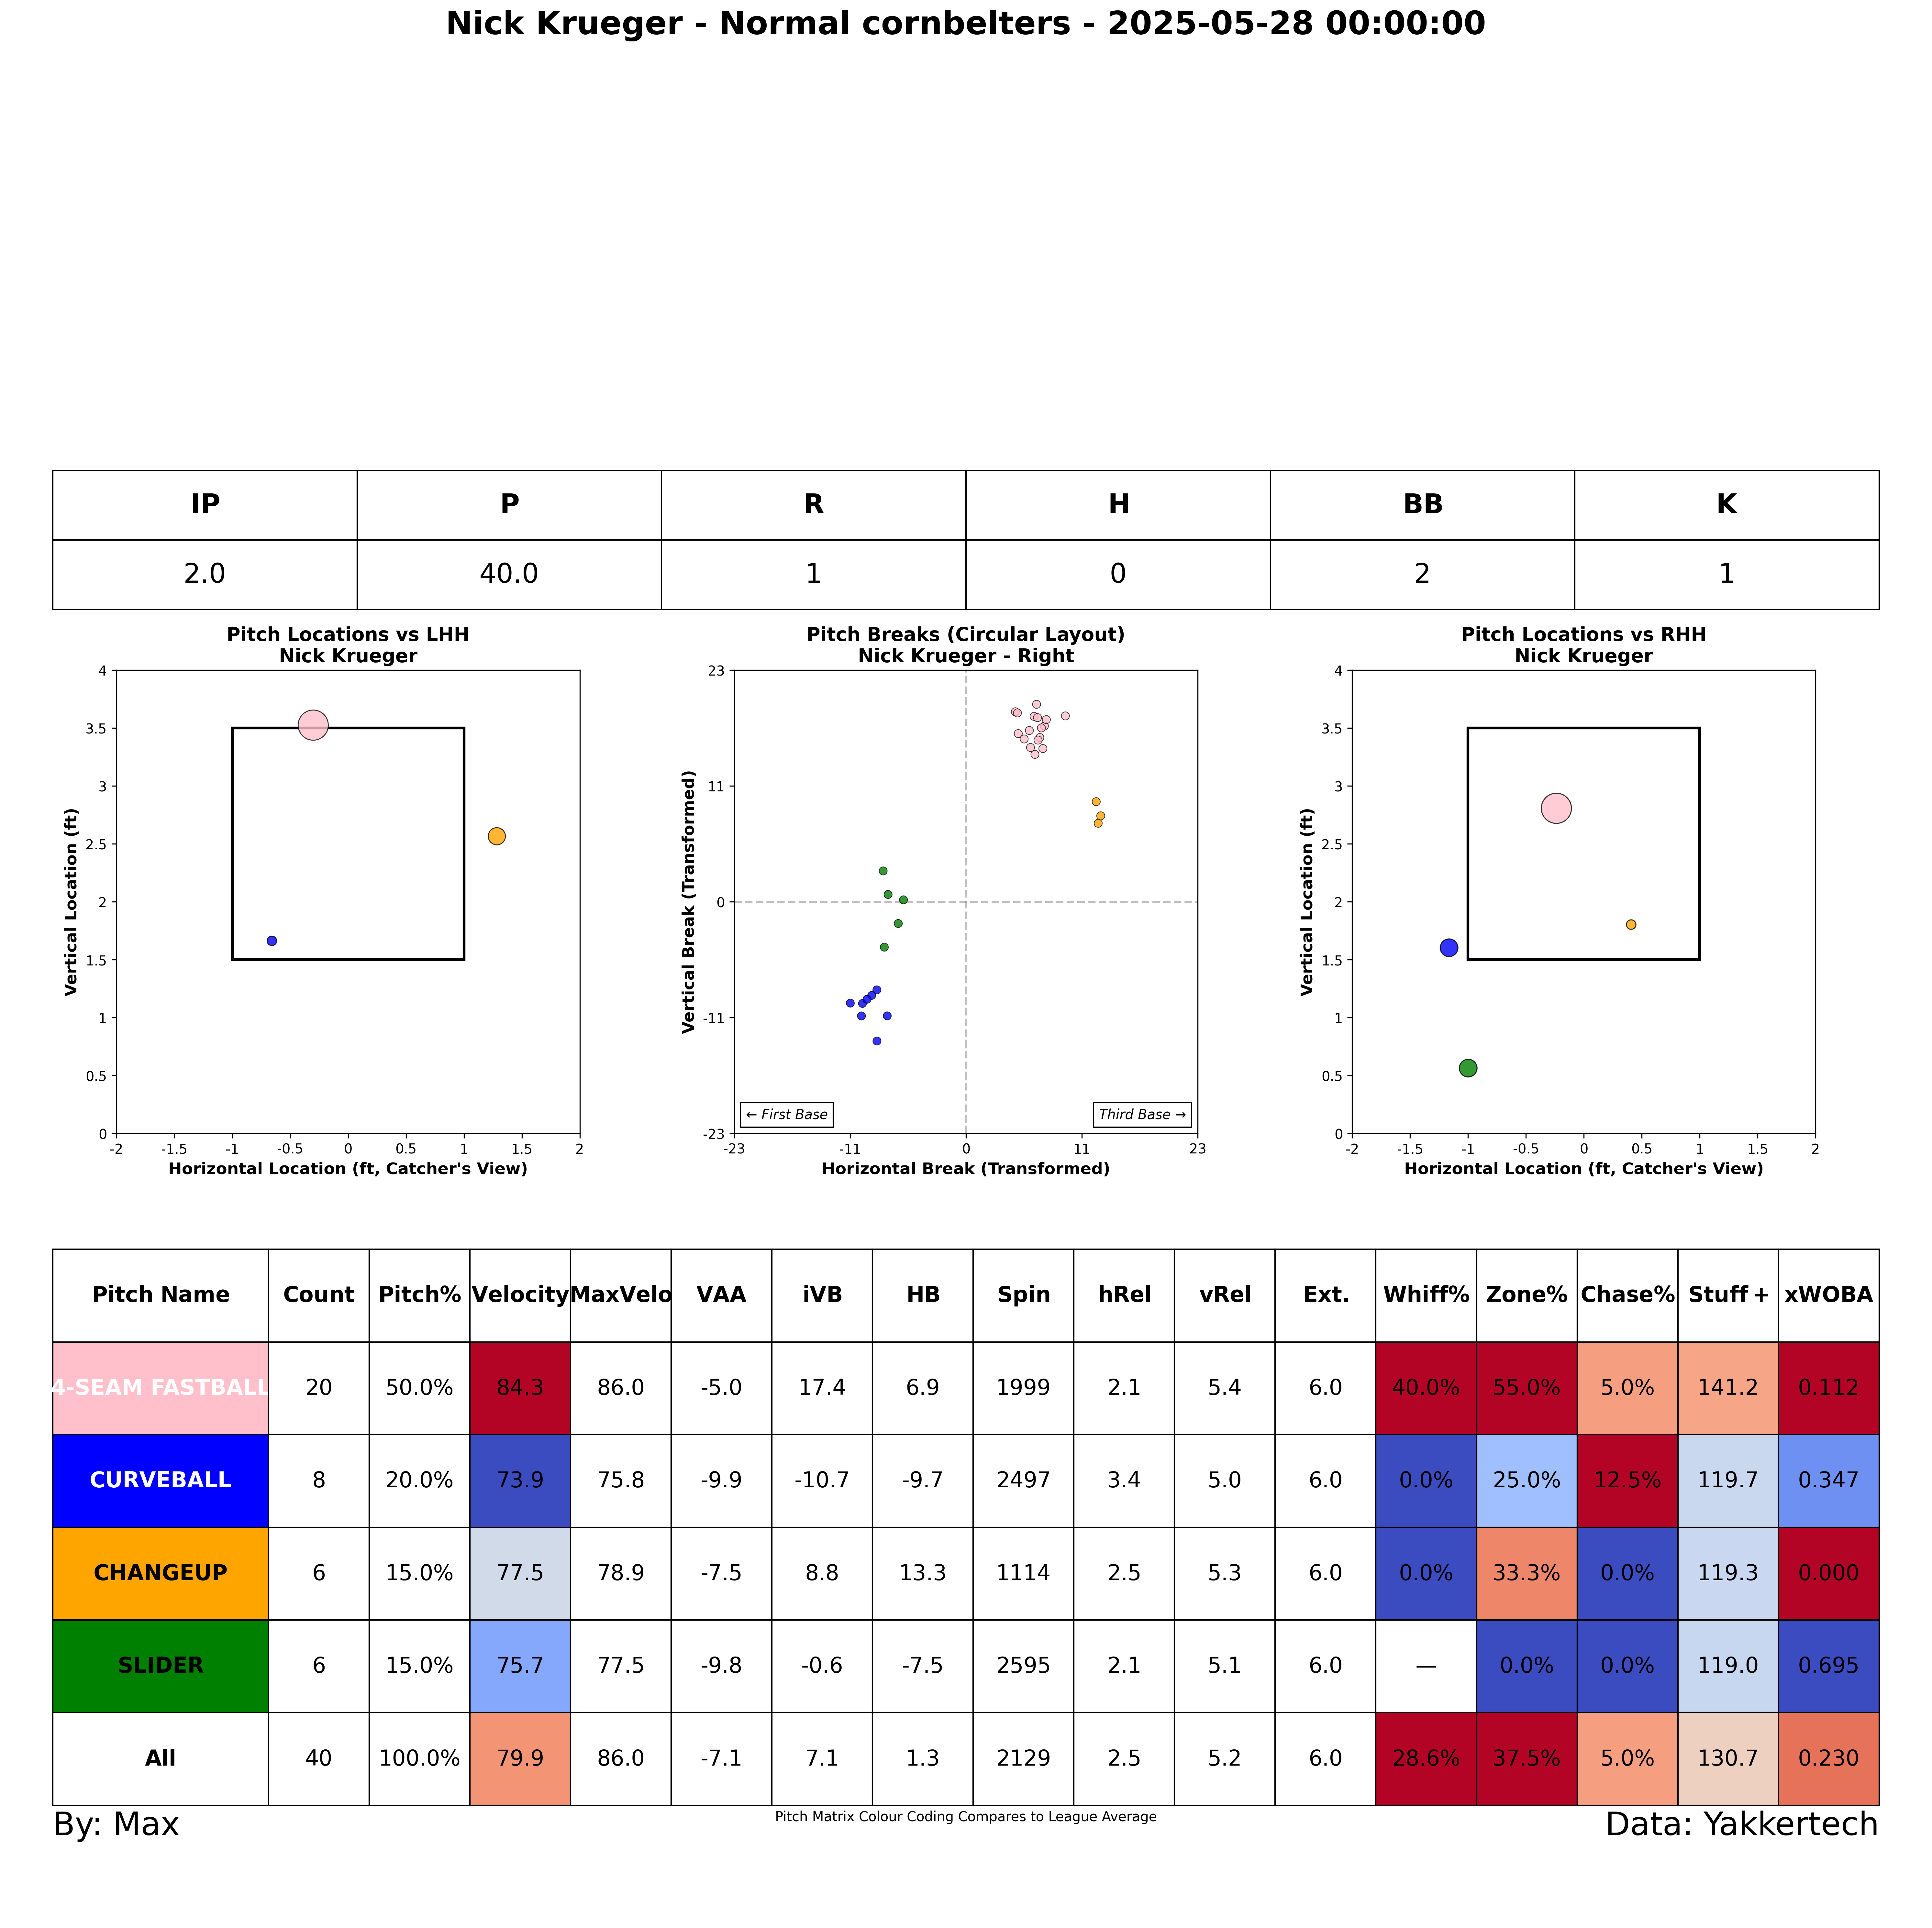 Nick Krueger - Normal cornbelters - 2025-05-28 00:00:00
IP P R H BB K
2.0 40.0 1 0 2 1
Pitch Locations vs LHH
Nick Krueger
4
3.5
3
2.5
2
1.5
1
0.5
0
Vertical Location (ft)
-2 -1.5 -1 -0.5 0 0.5 1 1.5 2
Horizontal Location (ft, Catcher's View)
Pitch Breaks (Circular Layout)
Nick Krueger - Right
23
11
0
-11
-23
Vertical Break (Transformed)
← First Base
Third Base →
-23 -11 0 11 23
Horizontal Break (Transformed)
Pitch Locations vs RHH
Nick Krueger
4
3.5
3
2.5
2
1.5
1
0.5
0
Vertical Location (ft)
-2 -1.5 -1 -0.5 0 0.5 1 1.5 2
Horizontal Location (ft, Catcher's View)
Pitch Name Count Pitch% Velocity MaxVelo VAA iVB HB Spin hRel vRel Ext. Whiff% Zone% Chase% Stuff+ xWOBA
4-SEAM FASTBALL 20 50.0% 84.3 86.0 -5.0 17.4 6.9 1999 2.1 5.4 6.0 40.0% 55.0% 5.0% 141.2 0.112
CURVEBALL 8 20.0% 73.9 75.8 -9.9 -10.7 -9.7 2497 3.4 5.0 6.0 0.0% 25.0% 12.5% 119.7 0.347
CHANGEUP 6 15.0% 77.5 78.9 -7.5 8.8 13.3 1114 2.5 5.3 6.0 0.0% 33.3% 0.0% 119.3 0.000
SLIDER 6 15.0% 75.7 77.5 -9.8 -0.6 -7.5 2595 2.1 5.1 6.0 — 0.0% 0.0% 119.0 0.695
All 40 100.0% 79.9 86.0 -7.1 7.1 1.3 2129 2.5 5.2 6.0 28.6% 37.5% 5.0% 130.7 0.230
By: Max
Pitch Matrix Colour Coding Compares to League Average
Data: Yakkertech